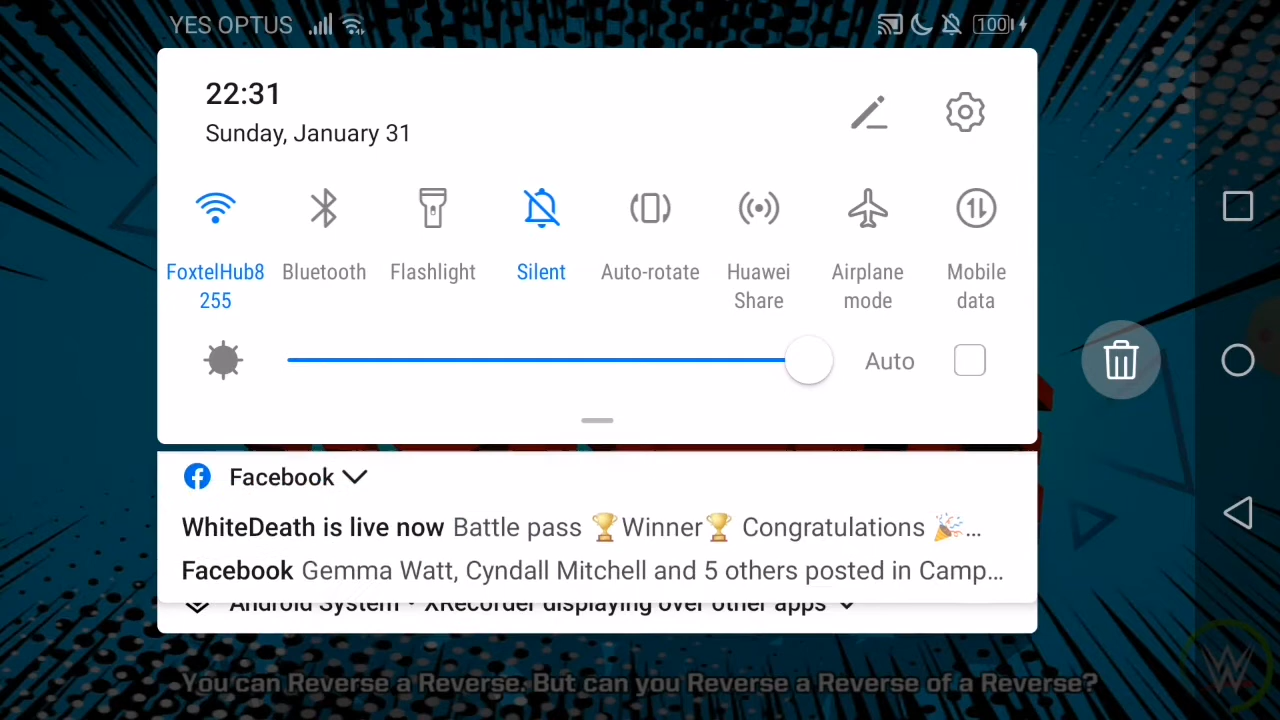 YES OPTUS
100
22:31
Sunday, January 31
FoxtelHub8
255
Bluetooth
Flashlight
Silent
Auto-rotate
Huawei
Share
Airplane
mode
Mobile
data
Auto
Facebook
WhiteDeath is live now Battle pass 🏆Winner🏆 Congratulations 🎉...
Facebook Gemma Watt, Cyndall Mitchell and 5 others posted in Camp...
Android System · XRecorder displaying over other apps
You can Reverse a Reverse. But can you Reverse a Reverse of a Reverse?
W